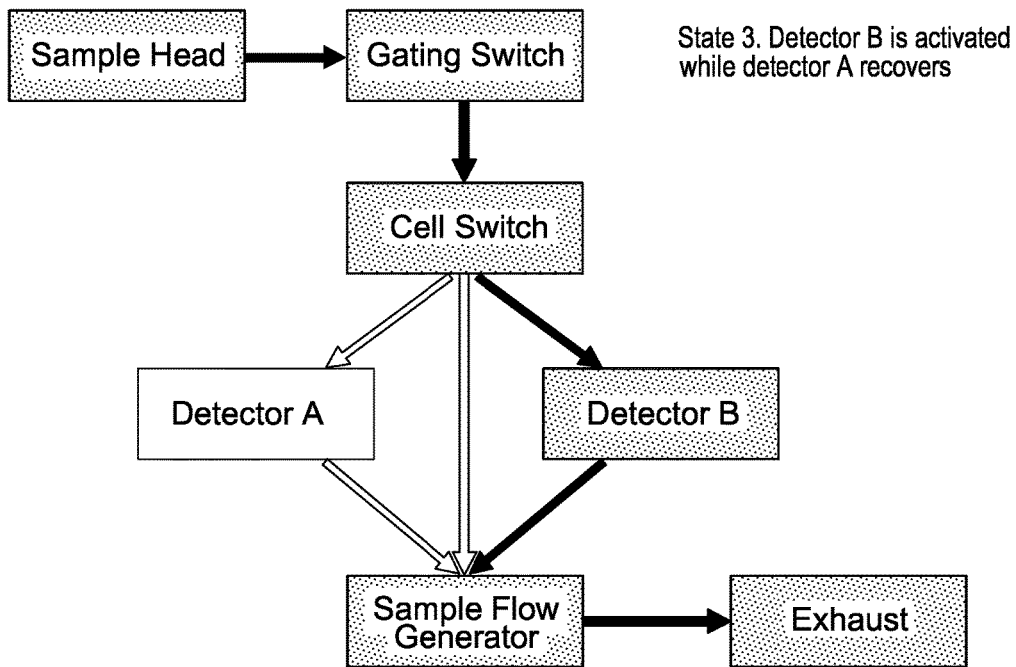 Sample Head
Gating Switch
State 3. Detector B is activated
while detector A recovers
Cell Switch
Detector A
Detector B
Sample Flow
Generator
Exhaust